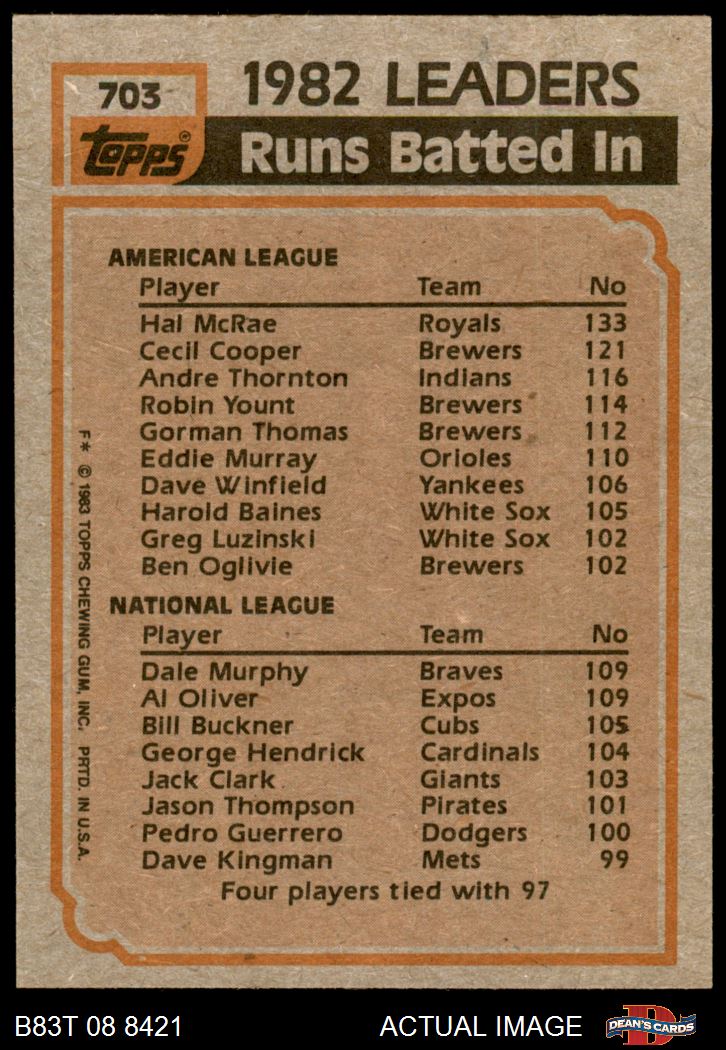 703
Topps®
1982 LEADERS
Runs Batted In
AMERICAN LEAGUE
Player Team No
Hal McRae Royals 133
Cecil Cooper Brewers 121
Andre Thornton Indians 116
Robin Yount Brewers 114
Gorman Thomas Brewers 112
Eddie Murray Orioles 110
Dave Winfield Yankees 106
Harold Baines White Sox 105
Greg Luzinski White Sox 102
Ben Oglivie Brewers 102
NATIONAL LEAGUE
Player Team No
Dale Murphy Braves 109
Al Oliver Expos 109
Bill Buckner Cubs 105
George Hendrick Cardinals 104
Jack Clark Giants 103
Jason Thompson Pirates 101
Pedro Guerrero Dodgers 100
Dave Kingman Mets 99
Four players tied with 97
F* © 1983 TOPPS CHEWING GUM, INC. PRTD. IN U.S.A.
B83T 08 8421
ACTUAL IMAGE
D
DEAN'S CARDS